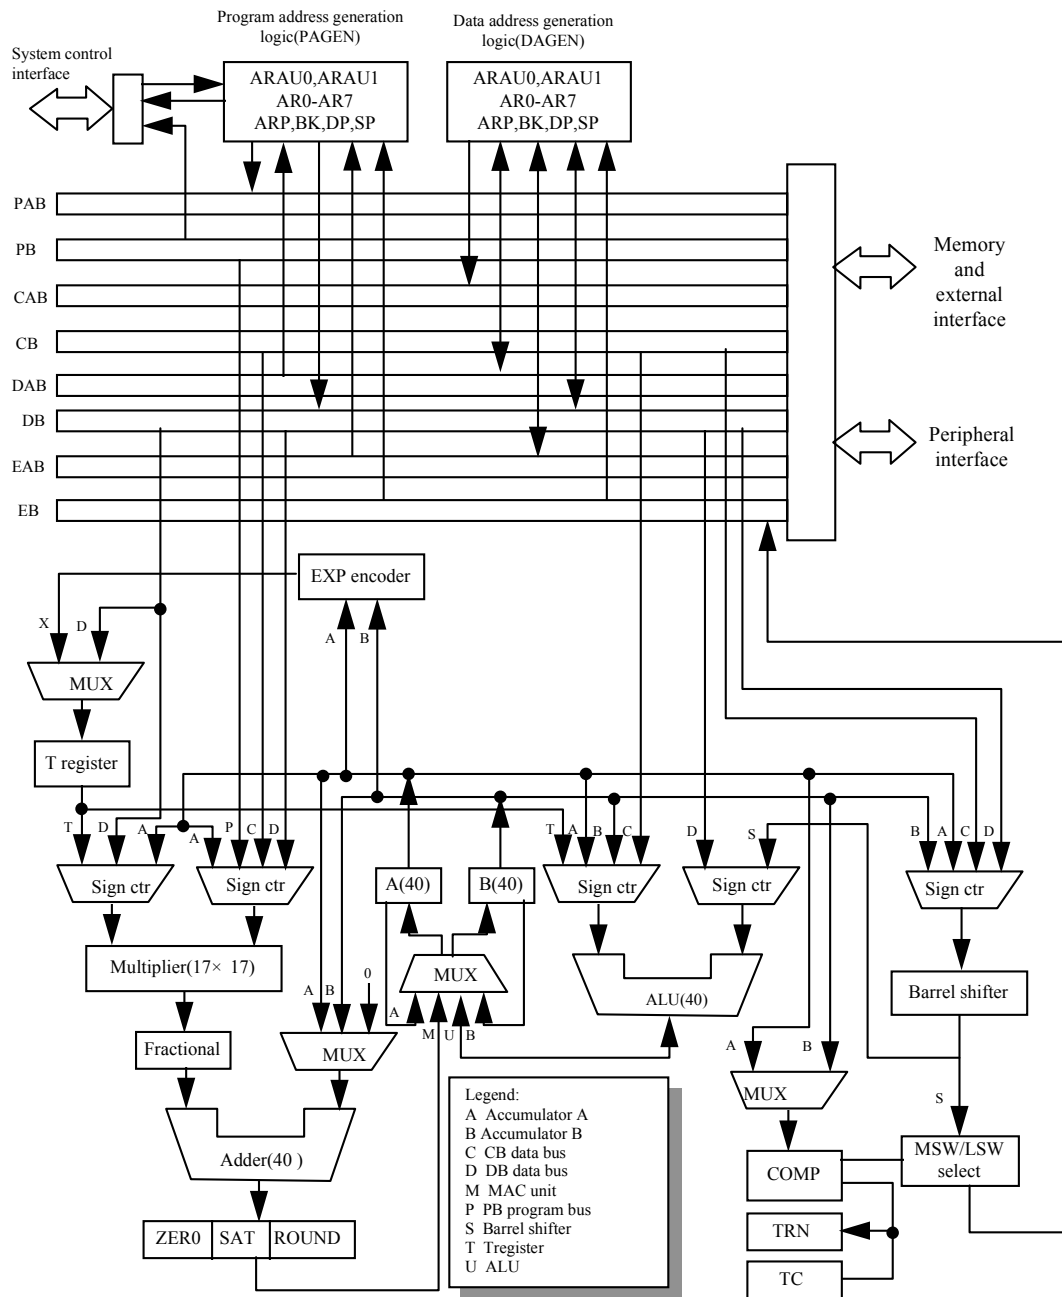 Program address generation
logic(PAGEN)
Data address generation
logic(DAGEN)
System control
interface
ARAU0,ARAU1
AR0-AR7
ARP,BK,DP,SP
ARAU0,ARAU1
AR0-AR7
ARP,BK,DP,SP
PAB
PB
CAB
CB
DAB
DB
EAB
EB
Memory
and
external
interface
Peripheral
interface
EXP encoder
X
D
A
B
MUX
T register
T
D
A
A
P
C
D
T
A
B
C
D
S
B
A
C
D
Sign ctr
Sign ctr
A(40)
B(40)
Sign ctr
Sign ctr
Sign ctr
Multiplier(17× 17)
MUX
ALU(40)
Barrel shifter
A
B
0
A
M
U
B
Fractional
MUX
A
B
MUX
S
Adder(40 )
COMP
MSW/LSW
select
ZER0
SAT
ROUND
TRN
TC
Legend:
A Accumulator A
B Accumulator B
C CB data bus
D DB data bus
M MAC unit
P PB program bus
S Barrel shifter
T Tregister
U ALU